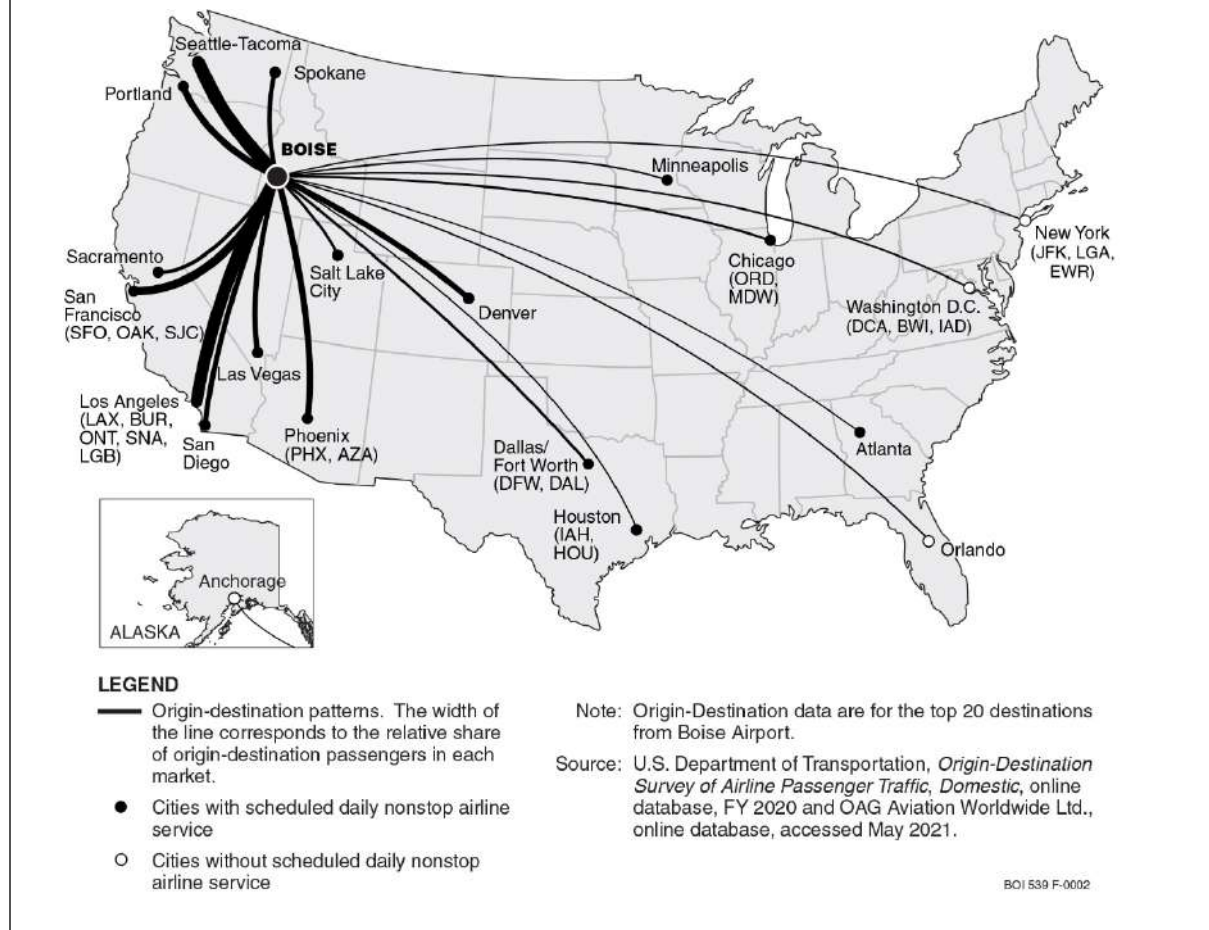 Seattle-Tacoma
Spokane
Portland
BOISE
Minneapolis
New York
(JFK, LGA,
EWR)
Sacramento
Salt Lake
City
Chicago
(ORD,
MDW)
San
Francisco
(SFO, OAK, SJC)
Denver
Washington D.C.
(DCA, BWI, IAD)
Las Vegas
Los Angeles
(LAX, BUR,
ONT, SNA,
LGB)
San
Diego
Phoenix
(PHX, AZA)
Dallas/
Fort Worth
(DFW, DAL)
Atlanta
Houston
(IAH,
HOU)
Orlando
Anchorage
ALASKA
LEGEND
Origin-destination patterns. The width of
the line corresponds to the relative share
of origin-destination passengers in each
market.
Cities with scheduled daily nonstop airline
service
Cities without scheduled daily nonstop
airline service
Note: Origin-Destination data are for the top 20 destinations
from Boise Airport.
Source: U.S. Department of Transportation, Origin-Destination
Survey of Airline Passenger Traffic, Domestic, online
database, FY 2020 and OAG Aviation Worldwide Ltd.,
online database, accessed May 2021.
BOI 539 F-0002